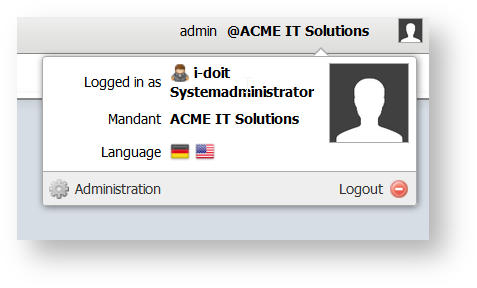 admin @ACME IT Solutions
Logged in as i-doit
Systemadministrator
Mandant ACME IT Solutions
Language
Administration Logout